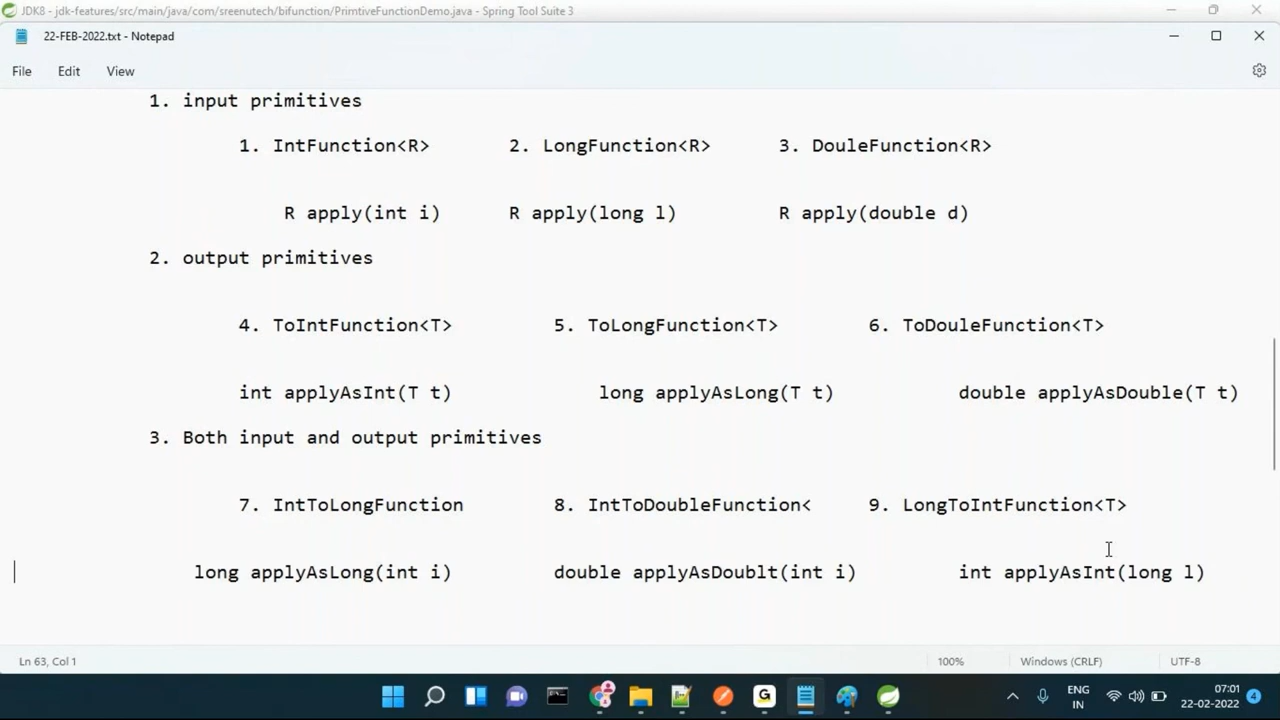 JDK8 - jdk-features/src/main/java/com/sreenutech/bifunction/PrimtiveFunctionDemo.java - Spring Tool Suite 3
22-FEB-2022.txt - Notepad
File Edit View
1. input primitives
1. IntFunction<R> 2. LongFunction<R> 3. DouleFunction<R>
R apply(int i) R apply(long l) R apply(double d)
2. output primitives
4. ToIntFunction<T> 5. ToLongFunction<T> 6. ToDouleFunction<T>
int applyAsInt(T t) long applyAsLong(T t) double applyAsDouble(T t)
3. Both input and output primitives
7. IntToLongFunction 8. IntToDoubleFunction< 9. LongToIntFunction<T>
long applyAsLong(int i) double applyAsDoublt(int i) int applyAsInt(long l)
Ln 63, Col 1 100% Windows (CRLF) UTF-8
ENG 07:01
IN 22-02-2022 4